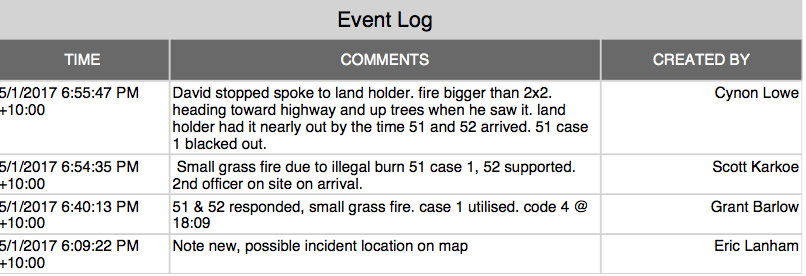 Event Log
TIME COMMENTS CREATED BY
5/1/2017 6:55:47 PM David stopped spoke to land holder. fire bigger than 2x2. Cynon Lowe
+10:00 heading toward highway and up trees when he saw it. land
holder had it nearly out by the time 51 and 52 arrived. 51 case
1 blacked out.
5/1/2017 6:54:35 PM Small grass fire due to illegal burn 51 case 1, 52 supported. Scott Karkoe
+10:00 2nd officer on site on arrival.
5/1/2017 6:40:13 PM 51 & 52 responded, small grass fire. case 1 utilised. code 4 @ Grant Barlow
+10:00 18:09
5/1/2017 6:09:22 PM Note new, possible incident location on map Eric Lanham
+10:00